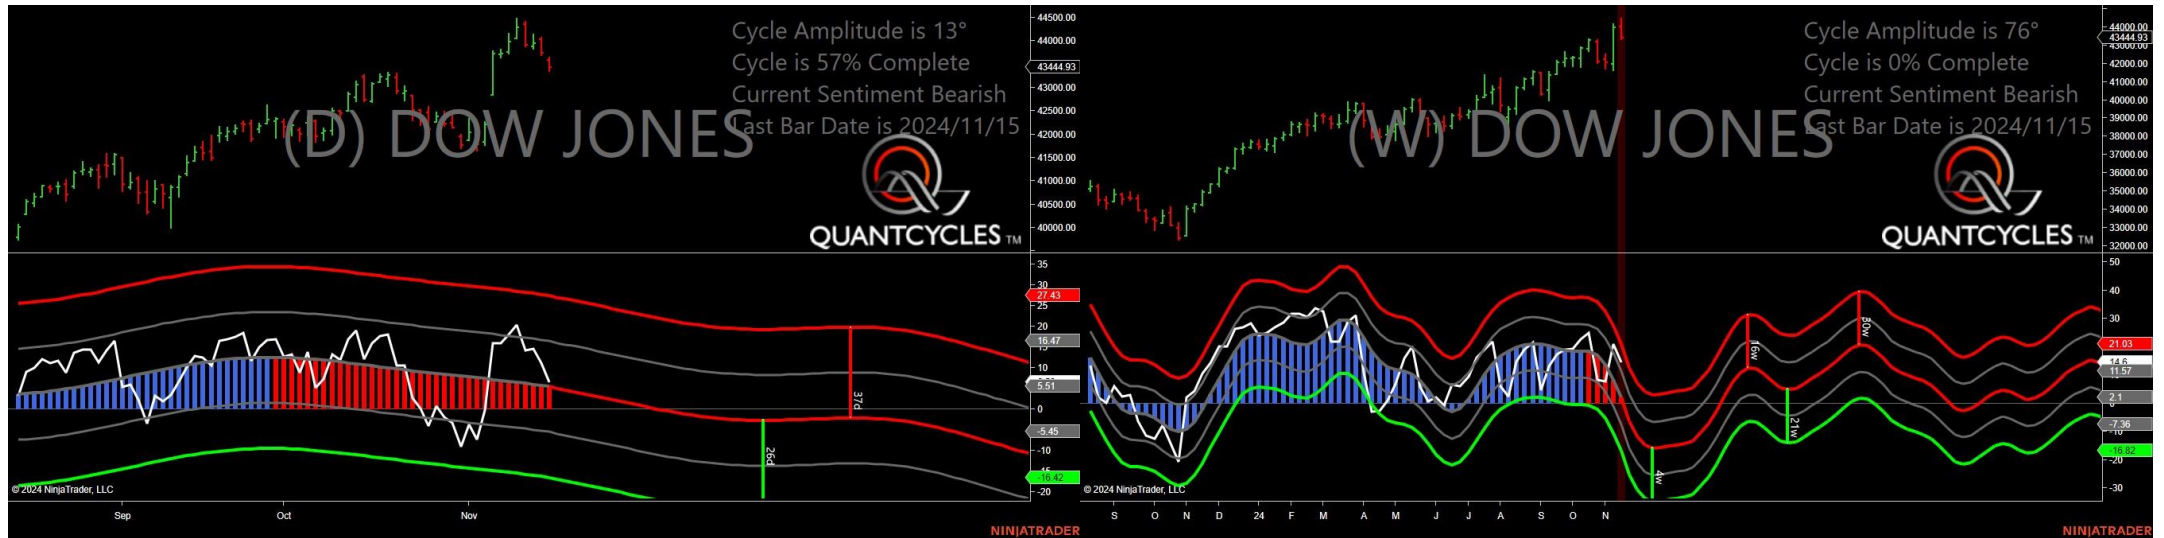 Cycle Amplitude is 13°
Cycle is 57% Complete
Current Sentiment Bearish
Last Bar Date is 2024/11/15
(D) DOW JONES
QUANTCYCLES TM
44500.00
44000.00
43444.93
43000.00
42500.00
42000.00
41500.00
41000.00
40500.00
40000.00
35
30
27.43
25
20
16.47
10
5.51
0
-5.45
-10
-15
-16.42
-20
37d
26d
© 2024 NinjaTrader, LLC
Sep Oct Nov
NINJATRADER
Cycle Amplitude is 76°
Cycle is 0% Complete
Current Sentiment Bearish
Last Bar Date is 2024/11/15
(W) DOW JONES
QUANTCYCLES TM
44000.00
43444.93
43000.00
42000.00
41000.00
40000.00
39000.00
38000.00
37000.00
36000.00
35000.00
34000.00
33000.00
32000.00
50
40
30
21.03
14.6
11.57
2.1
-7.36
-10
-16.82
-20
-30
16w
30w
21w
4w
© 2024 NinjaTrader, LLC
S O N D 24 F M A M J J A S O N
NINJATRADER